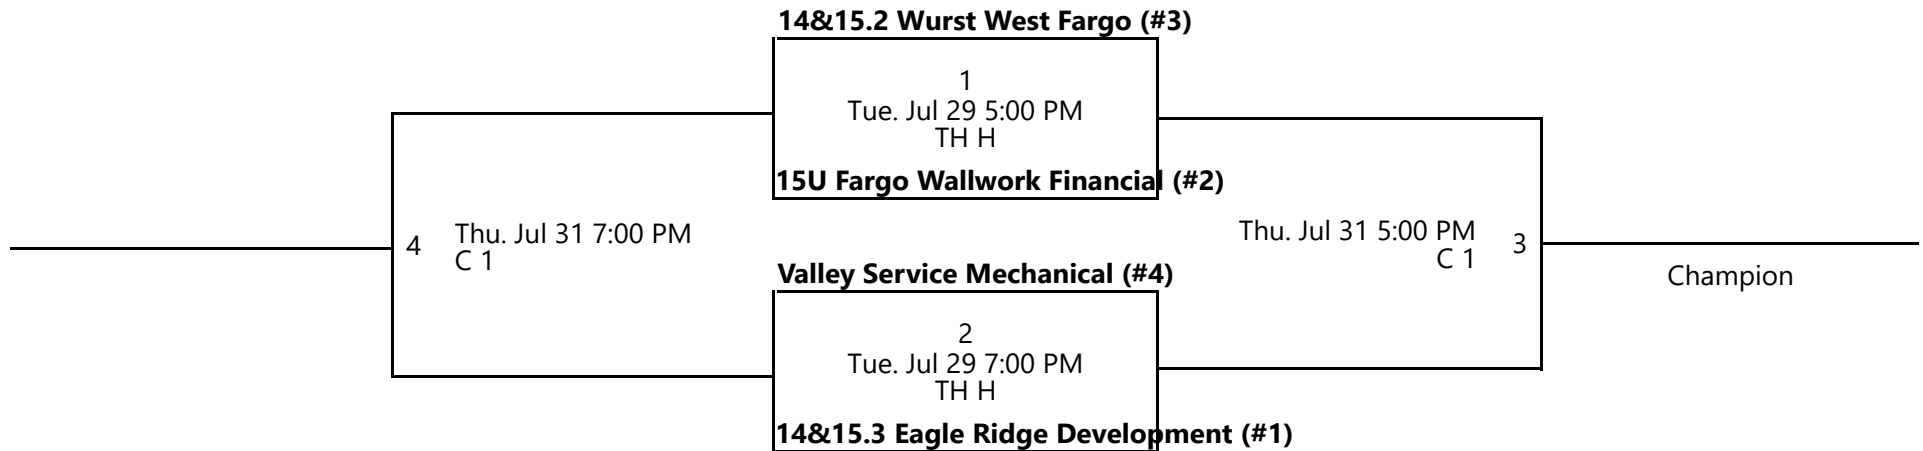 14&15.2 Wurst West Fargo (#3)
1
Tue. Jul 29 5:00 PM
TH H
15U Fargo Wallwork Financial (#2)
4
Thu. Jul 31 7:00 PM
C 1
Thu. Jul 31 5:00 PM
C 1
3
Champion
Valley Service Mechanical (#4)
2
Tue. Jul 29 7:00 PM
TH H
14&15.3 Eagle Ridge Development (#1)